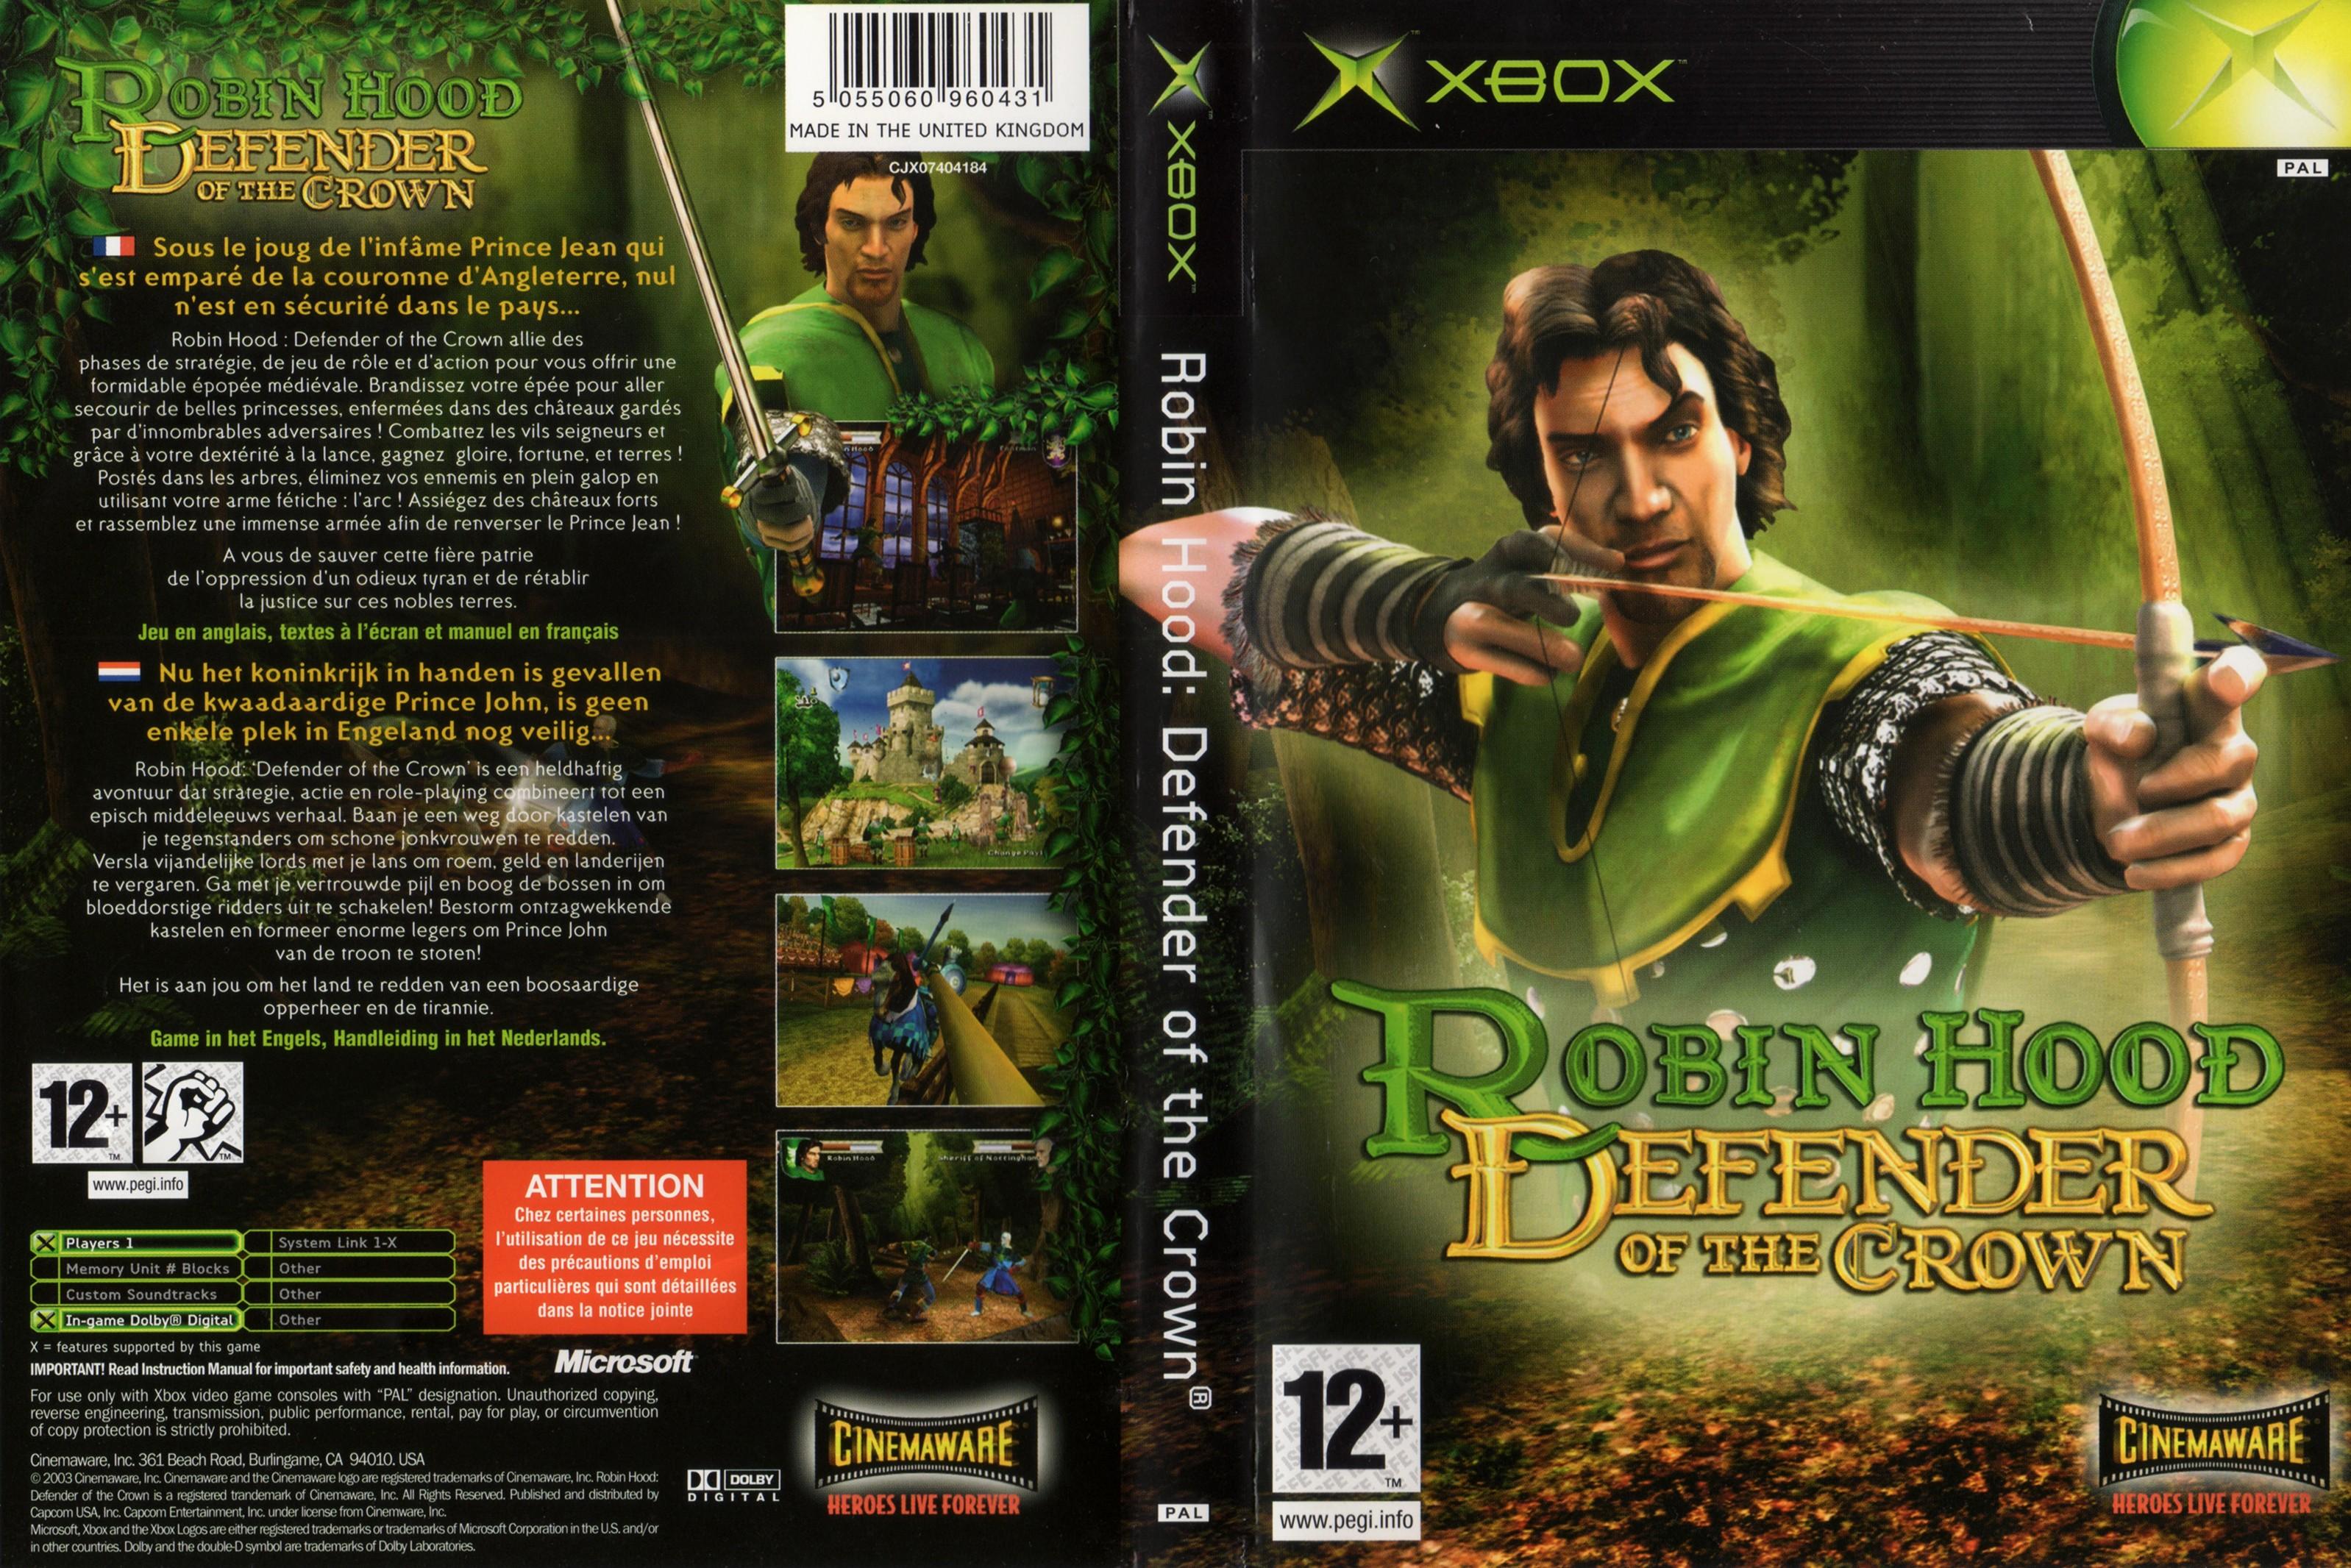 ROBIN HOOD
DEFENDER
OF THE CROWN
5 055060 960431
MADE IN THE UNITED KINGDOM
CJX07404184
Sous le joug de l'infâme Prince Jean qui
s'est emparé de la couronne d'Angleterre, nul
n'est en sécurité dans le pays...
Robin Hood : Defender of the Crown allie des
phases de stratégie, de jeu de rôle et d'action pour vous offrir une
formidable épopée médiévale. Brandissez votre épée pour aller
secourir de belles princesses, enfermées dans des châteaux gardés
par d'innombrables adversaires ! Combattez les vils seigneurs et
grâce à votre dextérité à la lance, gagnez gloire, fortune, et terres !
Postés dans les arbres, éliminez vos ennemis en plein galop en
utilisant votre arme fétiche : l'arc ! Assiégez des châteaux forts
et rassemblez une immense armée afin de renverser le Prince Jean !
A vous de sauver cette fière patrie
de l'oppression d'un odieux tyran et de rétablir
la justice sur ces nobles terres.
Jeu en anglais, textes à l'écran et manuel en français
Nu het koninkrijk in handen is gevallen
van de kwaadaardige Prince John, is geen
enkele plek in Engeland nog veilig...
Robin Hood: 'Defender of the Crown' is een heldhaftig
avontuur dat strategie, actie en role-playing combineert tot een
episch middeleeuws verhaal. Baan je een weg door kastelen van
je tegenstanders om schone jonkvrouwen te redden.
Versla vijandelijke lords met je lans om roem, geld en landerijen
te vergaren. Ga met je vertrouwde pijl en boog de bossen in om
bloeddorstige ridders uit te schakelen! Bestorm ontzagwekkende
kastelen en formeer enorme legers om Prince John
van de troon te stoten!
Het is aan jou om het land te redden van een boosaardige
opperheer en de tirannie.
Game in het Engels, Handleiding in het Nederlands.
12+
TM
TM
www.pegi.info
Robin Hood
Sheriff of Nottingham
ATTENTION
Chez certaines personnes,
l'utilisation de ce jeu nécessite
des précautions d'emploi
particulières qui sont détaillées
dans la notice jointe
X Players 1
System Link 1-X
Memory Unit # Blocks
Other
Custom Soundtracks
Other
X In-game Dolby® Digital
Other
X = features supported by this game
IMPORTANT! Read Instruction Manual for important safety and health information.
Microsoft
For use only with Xbox video game consoles with "PAL" designation. Unauthorized copying,
reverse engineering, transmission, public performance, rental, pay for play, or circumvention
of copy protection is strictly prohibited.
Cinemaware, Inc. 361 Beach Road, Burlingame, CA 94010. USA
© 2003 Cinemaware, Inc. Cinemaware and the Cinemaware logo are registered trademarks of Cinemaware, Inc. Robin Hood:
Defender of the Crown is a registered trandemark of Cinemaware, Inc. All Rights Reserved. Published and distributed by
Capcom USA, Inc. Capcom Entertainment, Inc. under license from Cinemware, Inc.
Microsoft, Xbox and the Xbox Logos are either registered trademarks or trademarks of Microsoft Corporation in the U.S. and/or
in other countries. Dolby and the double-D symbol are trademarks of Dolby Laboratories.
DOLBY
DIGITAL
CINEMAWARE
HEROES LIVE FOREVER
XBOX
Robin Hood: Defender of the Crown®
PAL
XBOX™
PAL
ROBIN HOOD
DEFENDER
OF THE CROWN
12+
TM
www.pegi.info
CINEMAWARE
HEROES LIVE FOREVER